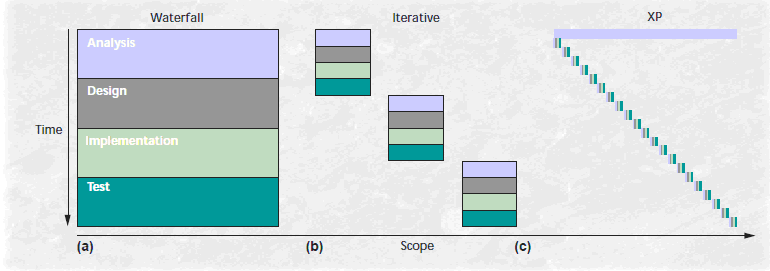 Waterfall
Iterative
XP
Analysis
Design
Time
Implementation
Test
(a)
(b)
Scope
(c)